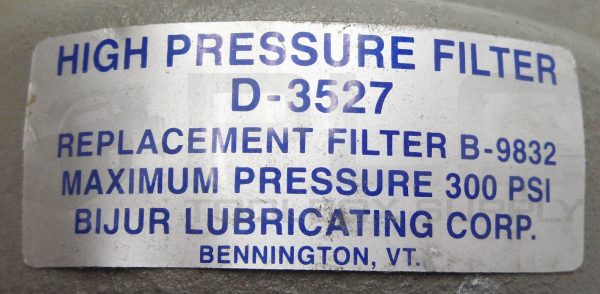 HIGH PRESSURE FILTER
D-3527
REPLACEMENT FILTER B-9832
MAXIMUM PRESSURE 300 PSI
BIJUR LUBRICATING CORP.
BENNINGTON, VT.